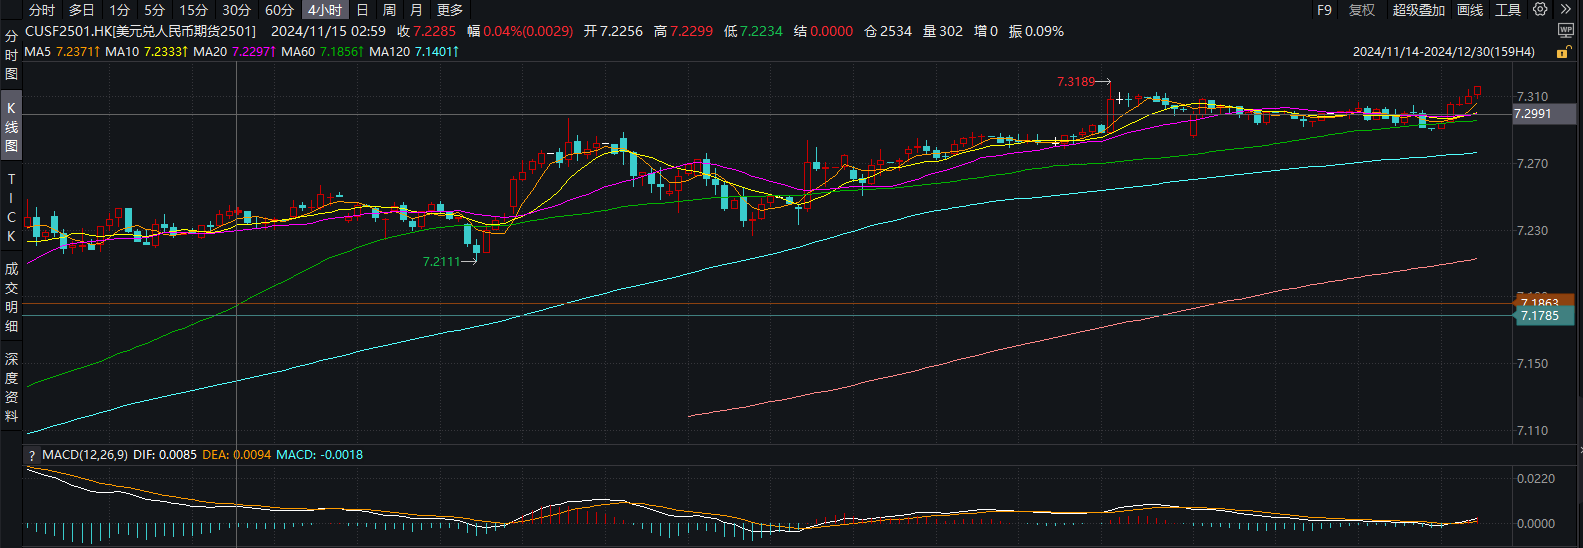 分时 多日 1分 5分 15分 30分 60分 4小时 日 周 月 更多 F9 复权 超级叠加 画线 工具
CUSF2501.HK[美元兑人民币期货2501] 2024/11/15 02:59 收 7.2285 幅 0.04%(0.0029) 开 7.2256 高 7.2299 低 7.2234 结 0.0000 仓 2534 量 302 增 0 振 0.09%
WP
MA5 7.2371↑ MA10 7.2333↑ MA20 7.2297↑ MA60 7.1856↑ MA120 7.1401↑ 2024/11/14-2024/12/30(159H4)
分时图
K线图
TICK
成交明细
深度资料
7.3189
7.310
7.2991
7.270
7.230
7.2111
7.1863
7.1785
7.150
7.110
? MACD(12,26,9) DIF: 0.0085 DEA: 0.0094 MACD: -0.0018
0.0220
0.0000